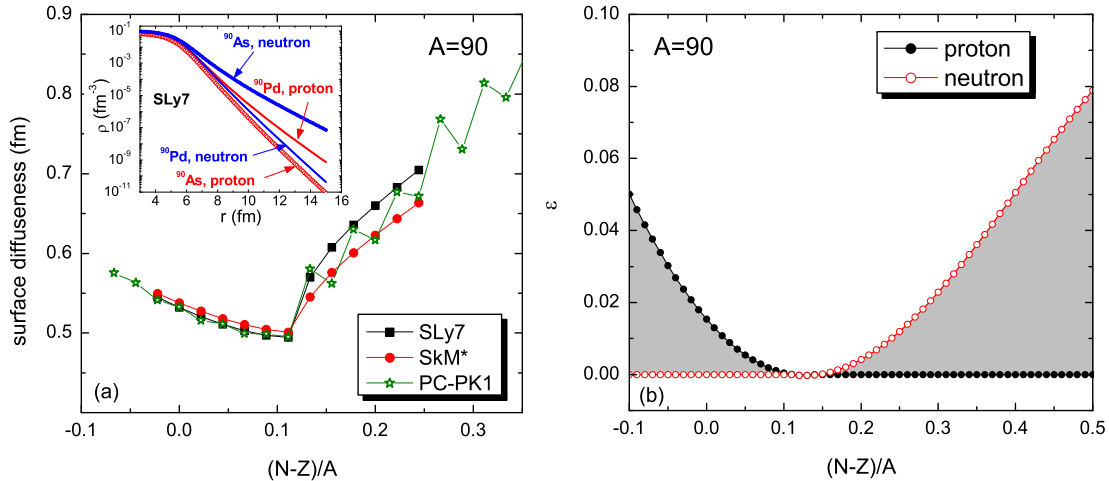 A=90
SLy7
⁹⁰As, neutron
⁹⁰Pd, proton
⁹⁰Pd, neutron
⁹⁰As, proton
ρ (fm⁻³)
10⁻¹
10⁻³
10⁻⁵
10⁻⁷
10⁻⁹
10⁻¹¹
4 6 8 10 12 14 16
r (fm)
surface diffuseness (fm)
0.8
0.7
0.6
0.5
SLy7
SkM*
PC-PK1
(a)
-0.1 0.0 0.1 0.2 0.3
(N-Z)/A
A=90
proton
neutron
ε
0.10
0.08
0.06
0.04
0.02
0.00
(b)
-0.1 0.0 0.1 0.2 0.3 0.4 0.5
(N-Z)/A